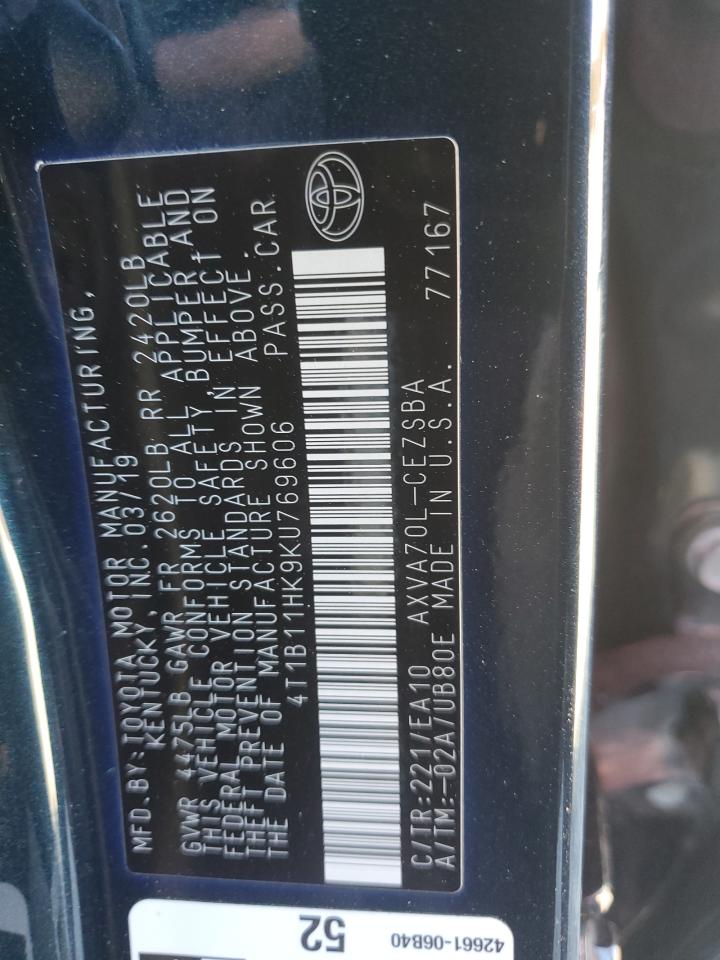 MFD.BY:TOYOTA MOTOR MANUFACTURING,
KENTUCKY, INC.03/19
GVWR 4475LB GAWR FR 2620LB RR 2420LB
THIS VEHICLE CONFORMS TO ALL APPLICABLE
FEDERAL MOTOR VEHICLE SAFETY,BUMPER,AND
THEFT PREVENTION STANDARDS IN EFFECT ON
THE DATE OF MANUFACTURE SHOWN ABOVE.
4T1B11HK9KU769606 PASS.CAR
C/TR:221/EA10 AXVA70L-CEZSBA 77167
A/TM:-02A/UB80E MADE IN U.S.A.
52
42661-06B40